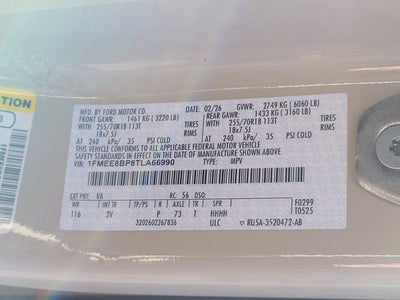 MFD. BY FORD MOTOR CO.
DATE: 02/26 GVWR: 2749 KG ( 6060 LB)
FRONT GAWR: 1461 KG ( 3220 LB)
REAR GAWR: 1433 KG ( 3160 LB)
WITH 255/70R18 113T TIRES
WITH 255/70R18 113T TIRES
18x7.5J RIMS
18x7.5J RIMS
AT 240 kPa/ 35 PSI COLD
AT 240 kPa/ 35 PSI COLD
THIS VEHICLE CONFORMS TO ALL APPLICABLE FEDERAL MOTOR VEHICLE
SAFETY STANDARDS IN EFFECT ON THE DATE OF MANUFACTURE SHOWN ABOVE.
VIN: 1FMEE8BP8TLA66990
TYPE: MPV
EXT PNT: VA RC: 56 DSO:
F0299
WB INT TR TP/PS R AXLE TR SPR
T0525
116 2V P 73 T HHHH
3202602267836 ULC RU5A-3520472-AB